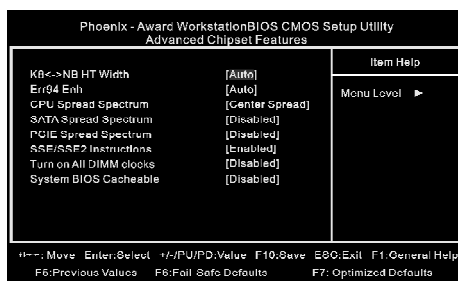 Phoenix - Award WorkstationBIOS CMOS Setup Utility
Advanced Chipset Features
Item Help
K8<->NB HT Width [Auto]
Err94 Enh [Auto]
CPU Spread Spectrum [Center Spread]
SATA Spread Spectrum [Disabled]
PCIE Spread Spectrum [Disabled]
SSE/SSE2 Instructions [Enabled]
Turn on All DIMM clocks [Disabled]
System BIOS Cacheable [Disabled]
Menu Level ►
: Move Enter:Select +/-/PU/PD:Value F10:Save ESC:Exit F1:General Help
F5:Previous Values F6:Fail-Safe Defaults F7: Optimized Defaults